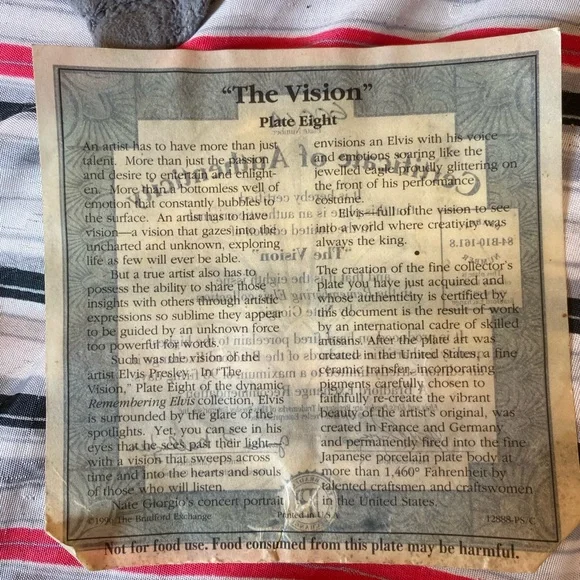 "The Vision"
Plate Eight
An artist has to have more than just
talent. More than just the passion
and desire to entertain and enlight-
en. More than a bottomless well of
emotion that constantly bubbles to
the surface. An artist has to have
vision—a vision that gazes into the
uncharted and unknown, exploring
life as few will ever be able.
But a true artist also has to
possess the ability to share those
insights with others through artistic
expressions so sublime they appear
to be guided by an unknown force
too powerful for words.
Such was the vision of the
artist Elvis Presley. In "The
Vision," Plate Eight of the dynamic
Remembering Elvis collection, Elvis
is surrounded by the glare of the
spotlights. Yet, you can see in his
eyes that he sees past their light—
with a vision that sweeps across
time and into the hearts and souls
of those who will listen.
Nate Giorgio's concert portrait
envisions an Elvis with his voice
and emotions soaring like the
jewelled eagle proudly glittering on
the front of his performance
costume.
Elvis—full of the vision to see
into a world where creativity was
always the king.
The creation of the fine collector's
plate you have just acquired and
whose authenticity is certified by
this document is the result of work
by an international cadre of skilled
artisans. After the plate art was
created in the United States, a fine
ceramic transfer, incorporating
pigments carefully chosen to
faithfully re-create the vibrant
beauty of the artist's original, was
created in France and Germany
and permanently fired into the fine
Japanese porcelain plate body at
more than 1,460° Fahrenheit by
talented craftsmen and craftswomen
in the United States.
©1996 The Bradford Exchange
Printed in U.S.A.
12888-PS/C
Not for food use. Food consumed from this plate may be harmful.